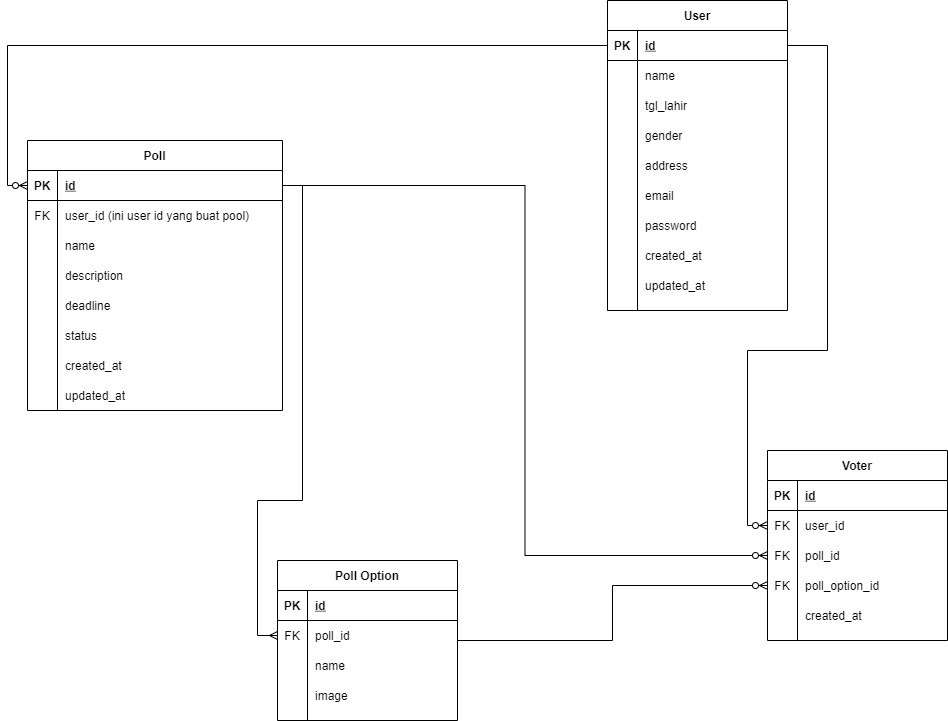 User
PK id
name
tgl_lahir
gender
address
email
password
created_at
updated_at
Poll
PK id
FK user_id (ini user id yang buat pool)
name
description
deadline
status
created_at
updated_at
Voter
PK id
FK user_id
FK poll_id
FK poll_option_id
created_at
Poll Option
PK id
FK poll_id
name
image